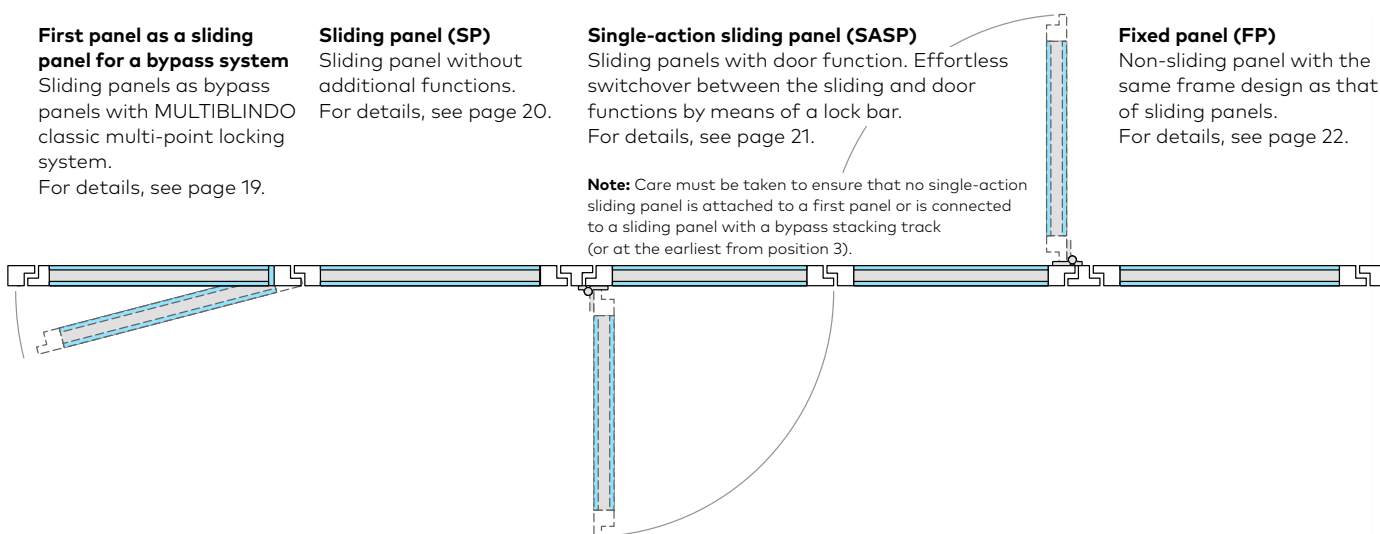 First panel as a sliding
panel for a bypass system
Sliding panels as bypass
panels with MULTIBLINDO
classic multi-point locking
system.
For details, see page 19.
Sliding panel (SP)
Sliding panel without
additional functions.
For details, see page 20.
Single-action sliding panel (SASP)
Sliding panels with door function. Effortless
switchover between the sliding and door
functions by means of a lock bar.
For details, see page 21.
Note: Care must be taken to ensure that no single-action
sliding panel is attached to a first panel or is connected
to a sliding panel with a bypass stacking track
(or at the earliest from position 3).
Fixed panel (FP)
Non-sliding panel with the
same frame design as that
of sliding panels.
For details, see page 22.